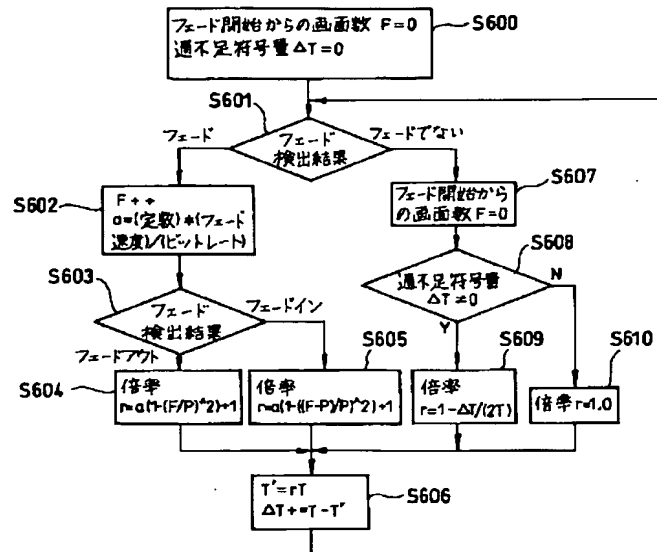 フェード開始からの画面数 F=0
過不足符号量 ΔT=0
S600
S601
フェード
検出結果
フェード
フェードでない
S602
F++
a=(定数)*(フェード
速度)/(ビットレート)
S607
フェード開始から
の画面数 F=0
S608
過不足符号量
ΔT≠0
N
Y
S603
フェード
検出結果
フェードイン
フェードアウト
S604
倍率
r=a(1-(F/P)^2)+1
S605
倍率
r=a(1-((F-P)/P)^2)+1
S609
倍率
r=1-ΔT/(2T)
S610
倍率 r=1.0
T'=rT
ΔT+=T-T'
S606